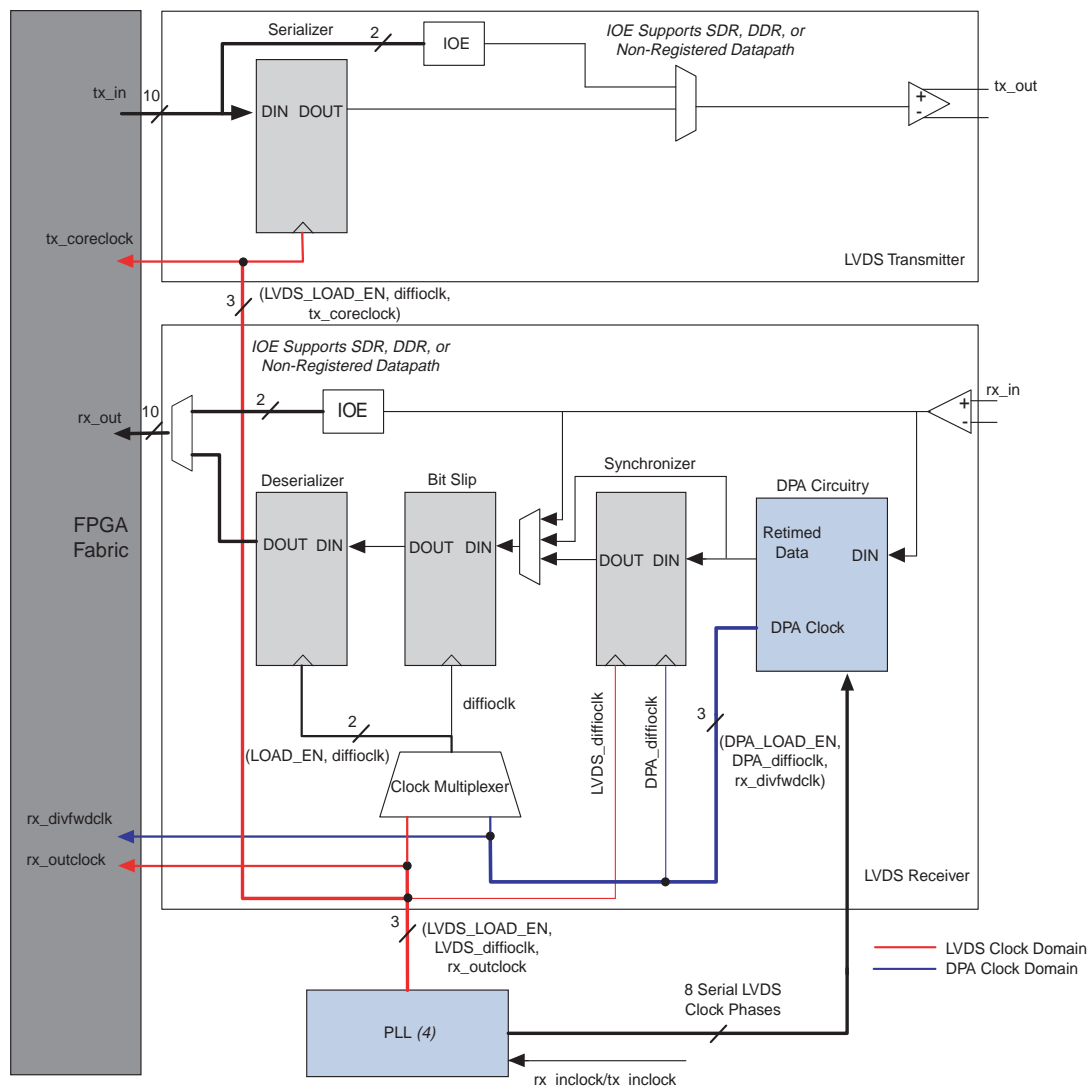 Serializer
2
IOE
IOE Supports SDR, DDR, or
Non-Registered Datapath
tx_in
10
DIN DOUT
+
-
tx_out
tx_coreclock
LVDS Transmitter
3
(LVDS_LOAD_EN, diffioclk,
tx_coreclock)
IOE Supports SDR, DDR, or
Non-Registered Datapath
2
IOE
rx_in
+
-
rx_out
10
Deserializer
Bit Slip
Synchronizer
DPA Circuitry
FPGA
Fabric
DOUT DIN
DOUT DIN
DOUT DIN
Retimed
Data
DIN
DPA Clock
2
(LOAD_EN, diffioclk)
diffioclk
LVDS_diffioclk
DPA_diffioclk
3
(DPA_LOAD_EN,
DPA_diffioclk,
rx_divfwdclk)
Clock Multiplexer
rx_divfwdclk
rx_outclock
LVDS Receiver
3
(LVDS_LOAD_EN,
LVDS_diffioclk,
rx_outclock
LVDS Clock Domain
DPA Clock Domain
8 Serial LVDS
Clock Phases
PLL (4)
rx_inclock/tx_inclock